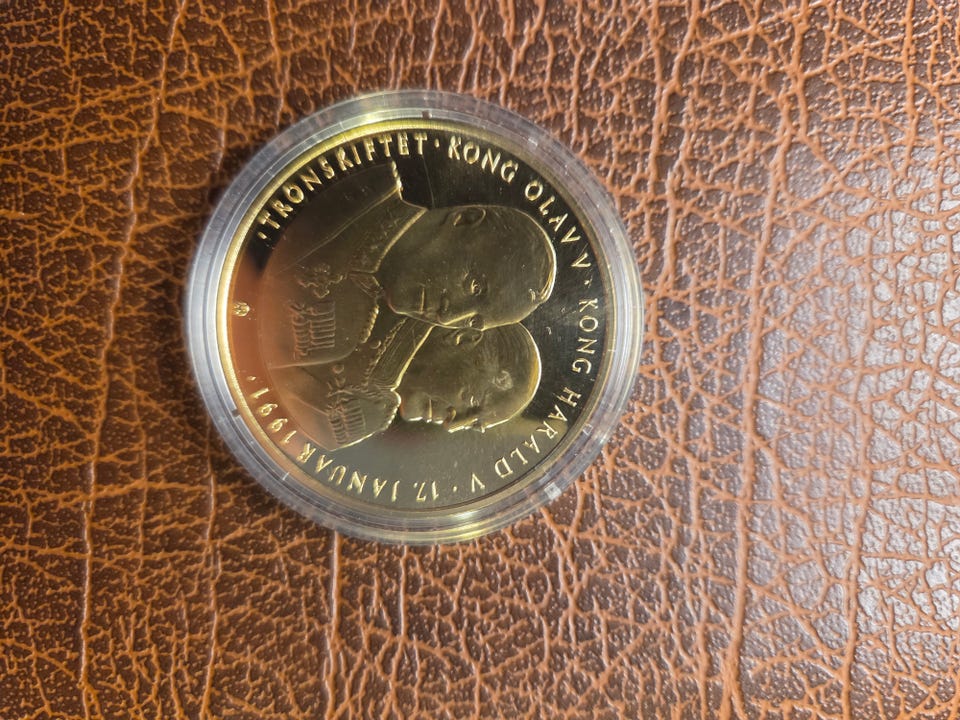 · TRONSKIFTET · KONG OLAV V · KONG HARALD V · 17. JANUAR 1991 ·